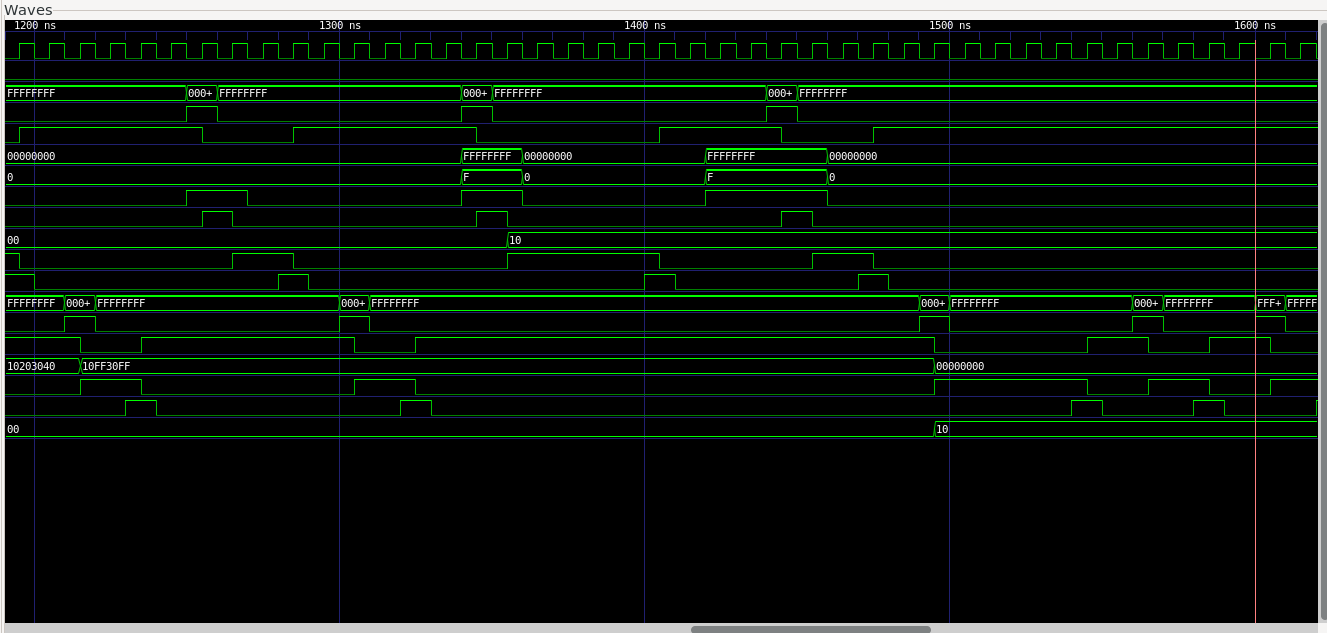 Waves
1200 ns 1300 ns 1400 ns 1500 ns 1600 ns
FFFFFFFF 000+ FFFFFFFF 000+ FFFFFFFF 000+ FFFFFFFF
00000000 FFFFFFFF 00000000 FFFFFFFF 00000000
0 F 0 F 0
00 10
FFFFFFFF 000+ FFFFFFFF 000+ FFFFFFFF 000+ FFFFFFFF 000+ FFFFFFFF FFF+ FFFFF
10203040 10FF30FF 00000000
00 10